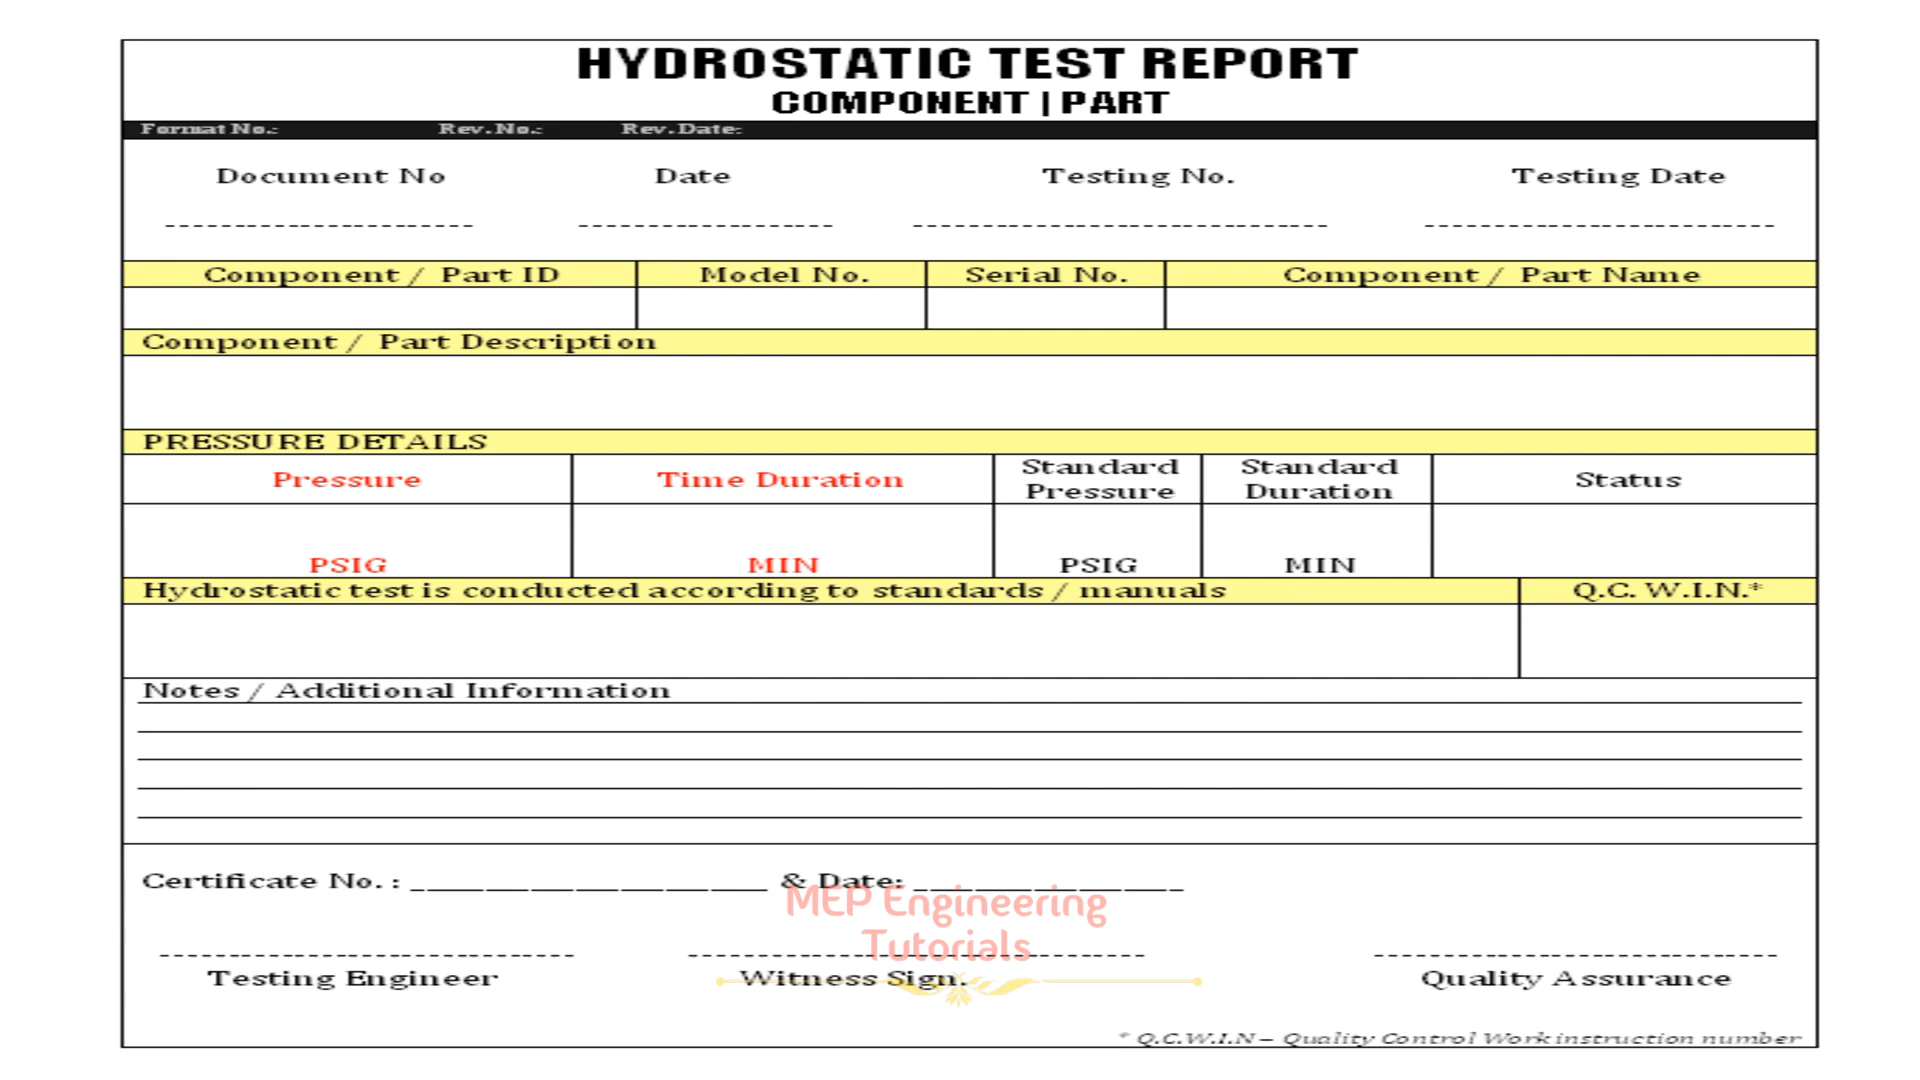 HYDROSTATIC TEST REPORT
COMPONENT | PART
Format No.: Rev.No.: Rev.Date:
Document No Date Testing No. Testing Date
Component / Part ID Model No. Serial No. Component / Part Name
Component / Part Description
PRESSURE DETAILS
Pressure Time Duration Standard Pressure Standard Duration Status
PSIG MIN PSIG MIN
Hydrostatic test is conducted according to standards / manuals Q.C. W.I.N.*
Notes / Additional Information
Certificate No. : & Date:
MEP Engineering
Tutorials
Testing Engineer Witness Sign. Quality Assurance
* Q.C.W.I.N – Quality Control Work instruction number